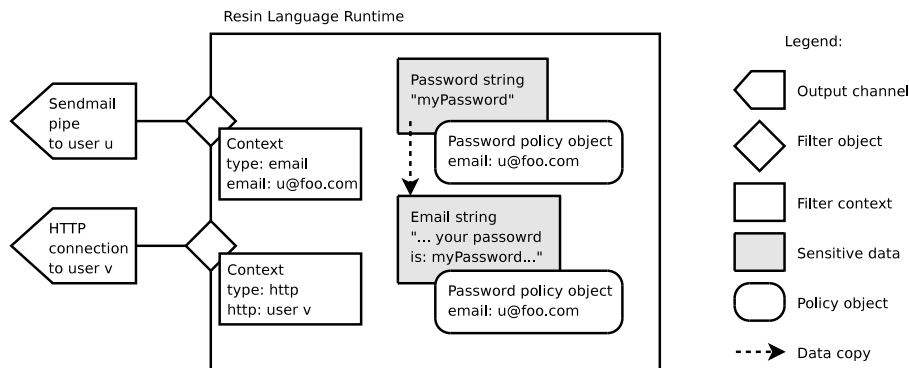 Resin Language Runtime
Sendmail
pipe
to user u
Context
type: email
email: u@foo.com
HTTP
connection
to user v
Context
type: http
http: user v
Password string
"myPassword"
Password policy object
email: u@foo.com
Email string
"... your passowrd
is: myPassword..."
Password policy object
email: u@foo.com
Legend:
Output channel
Filter object
Filter context
Sensitive data
Policy object
Data copy